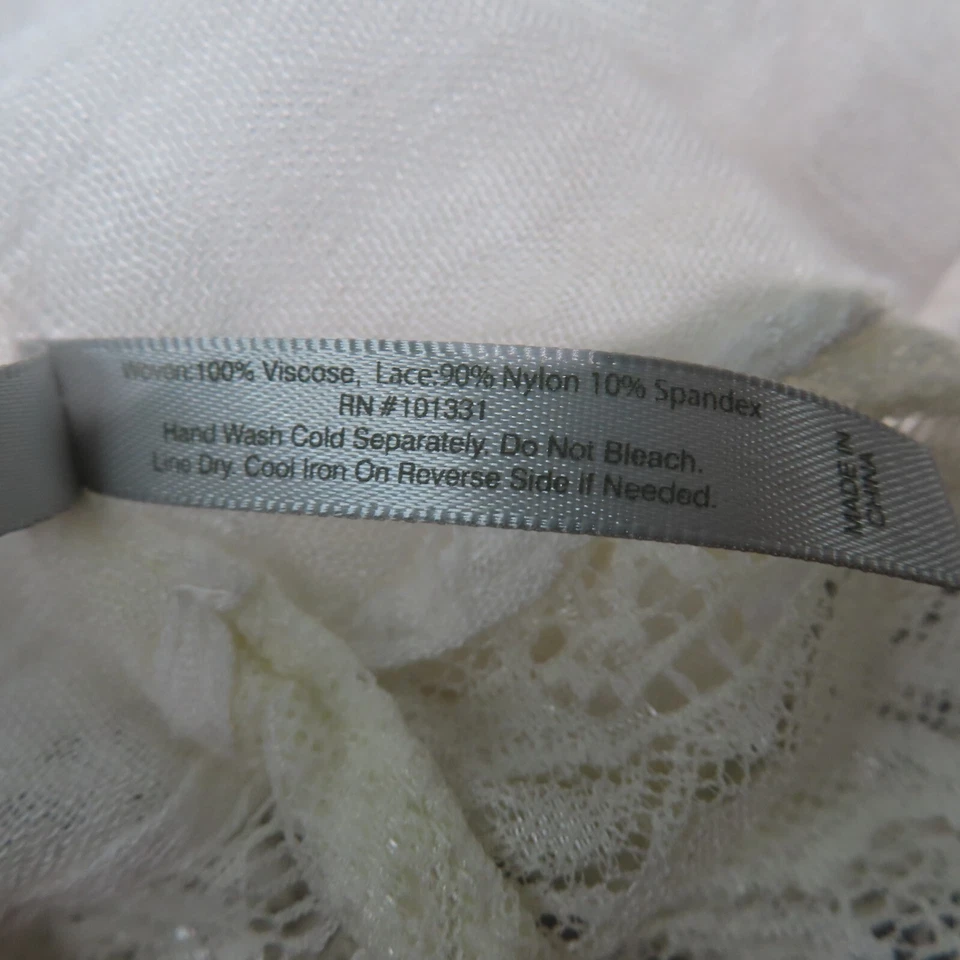 Woven:100% Viscose, Lace:90% Nylon 10% Spandex
RN #101331
Hand Wash Cold Separately. Do Not Bleach.
Line Dry. Cool Iron On Reverse Side if Needed.
MADE IN
CHINA